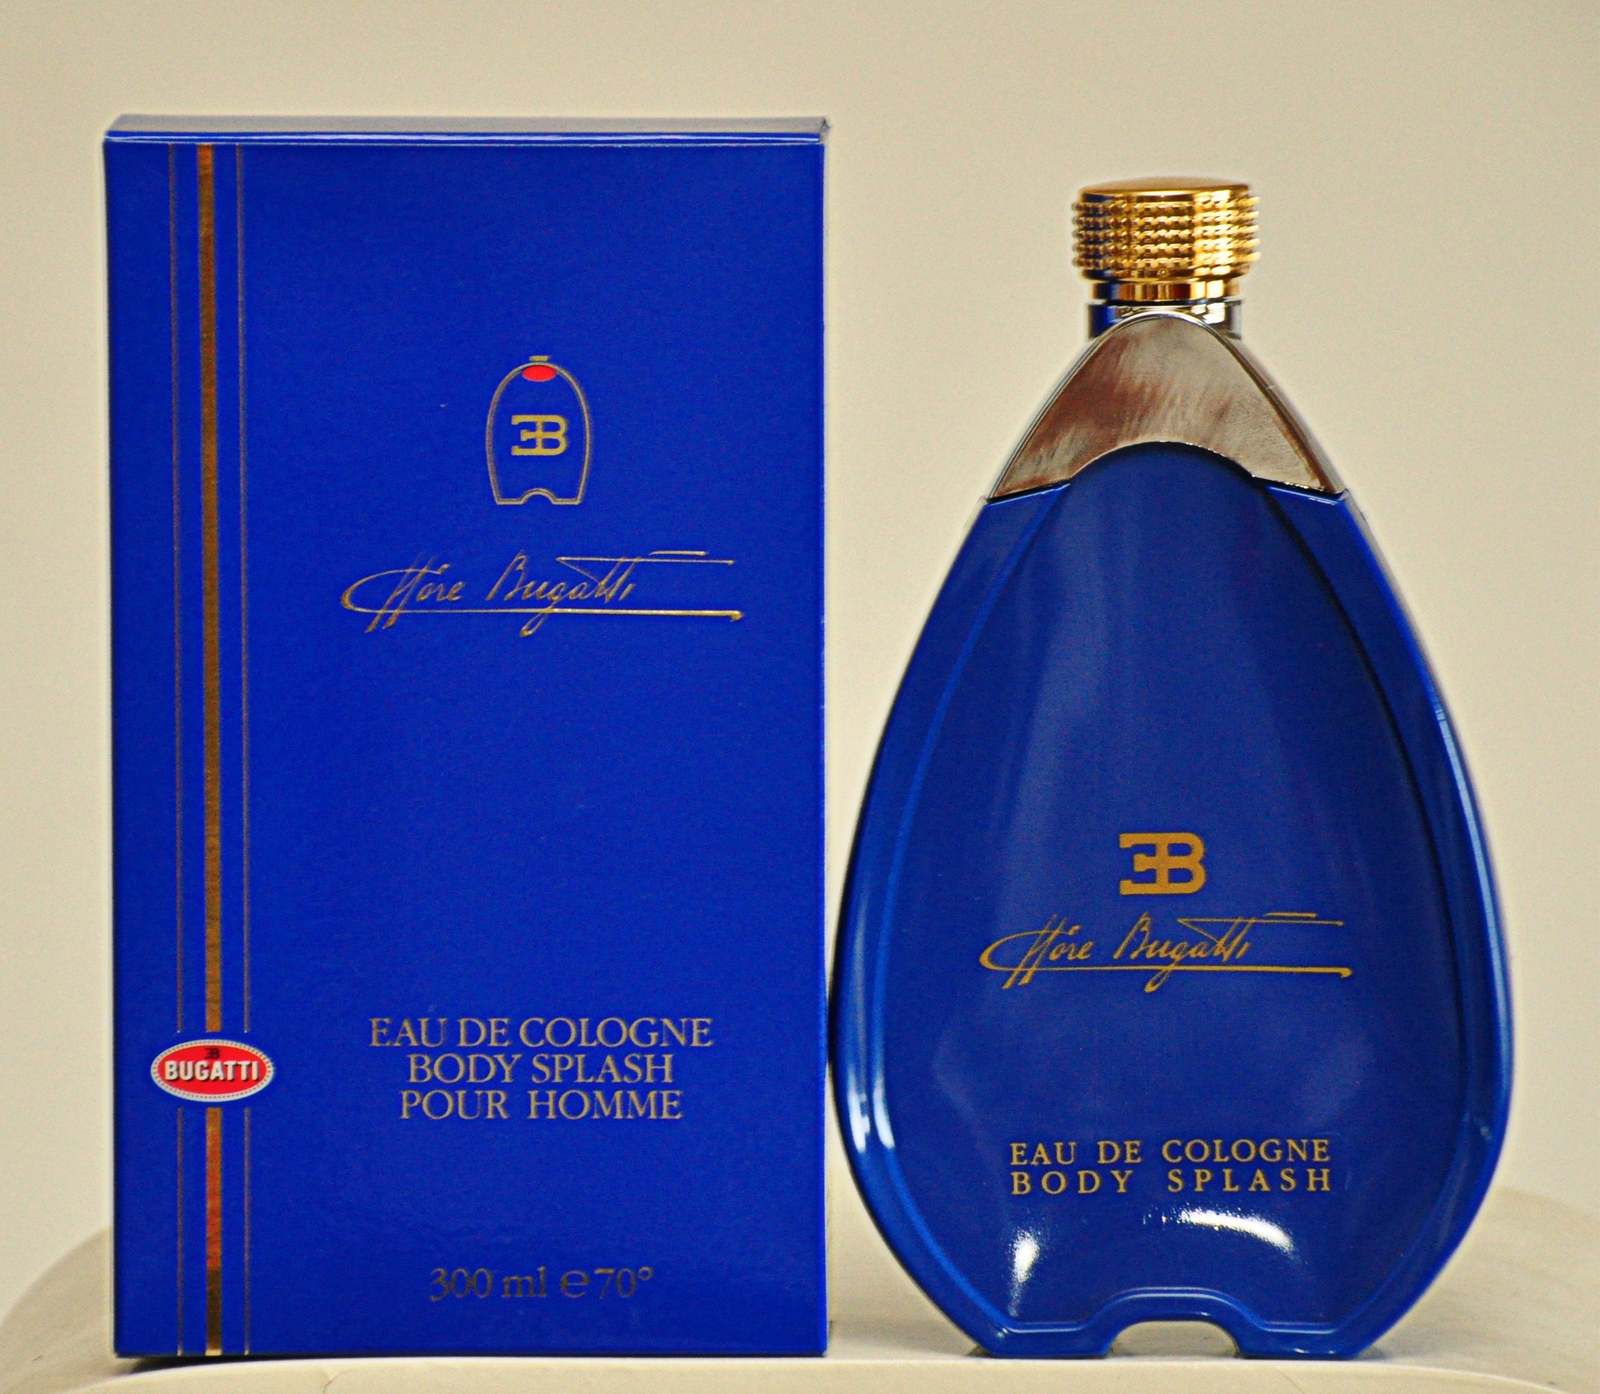 EB
Ettore Bugatti
EB
BUGATTI
EAU DE COLOGNE
BODY SPLASH
POUR HOMME
300 ml ℮ 70°
EB
Ettore Bugatti
EAU DE COLOGNE
BODY SPLASH